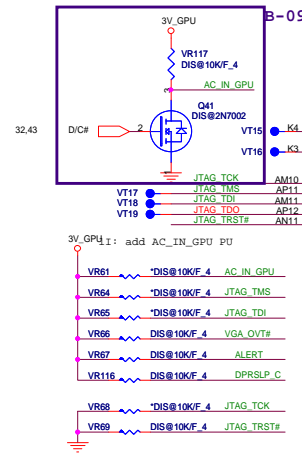 B-09
3V_GPU
VR117
DIS@10K/F_4
AC_IN_GPU
3
Q41
DIS@2N7002
32,43 D/C# 2
1
VT15 K4
VT16 K3
JTAG_TCK AM10
VT17 JTAG_TMS AP11
VT18 JTAG_TDI AM11
VT19 JTAG_TDO AP12
JTAG_TRST# AN11
3V_GPU
1I: add AC_IN_GPU PU
VR61 *DIS@10K/F_4 AC_IN_GPU
VR64 *DIS@10K/F_4 JTAG_TMS
VR65 *DIS@10K/F_4 JTAG_TDI
VR66 DIS@10K/F_4 VGA_OVT#
VR67 DIS@10K/F_4 ALERT
VR116 DIS@10K/F_4 DPRSLP_C
VR68 *DIS@10K/F_4 JTAG_TCK
VR69 DIS@10K/F_4 JTAG_TRST#